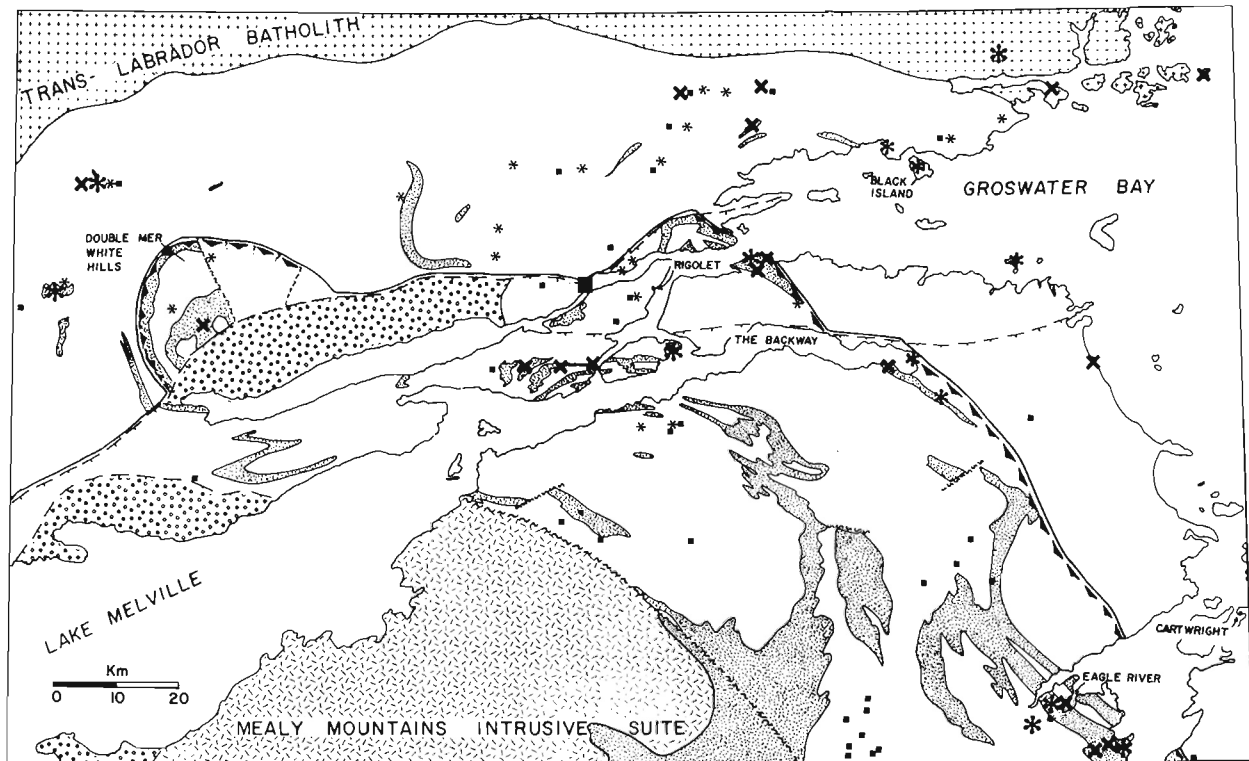 TRANS-LABRADOR BATHOLITH
BLACK
ISLAND
GROSWATER BAY
DOUBLE MER
WHITE
HILLS
RIGOLET
THE BACKWAY
LAKE MELVILLE
CARTWRIGHT
Km
0 10 20
EAGLE RIVER
MEALY MOUNTAINS INTRUSIVE SUITE